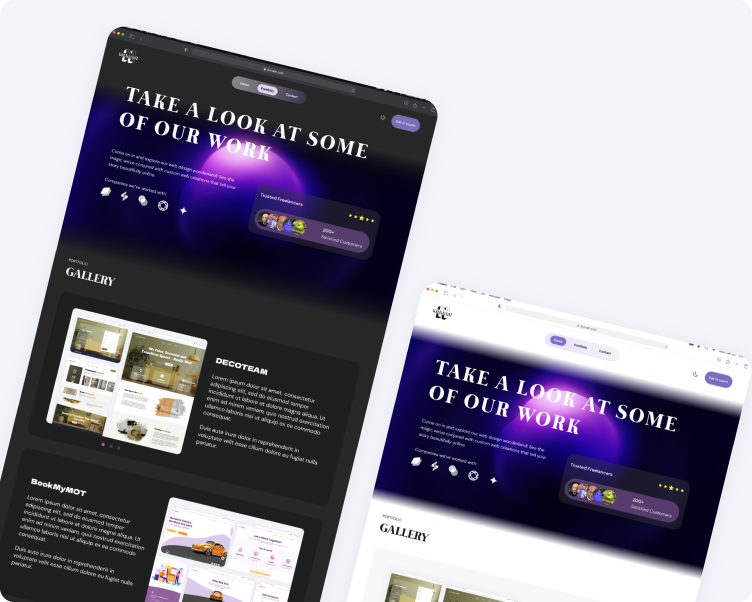 Home
Portfolio
Contact
Get in touch
TAKE A LOOK AT SOME
OF OUR WORK
Come on in and explore our web design wonderland. See the
magic we've conjured with custom web creations that tell your
story beautifully online.
Companies we've worked with:
Trusted Freelancers
200+
Satisfied Customers
PORTFOLIO
GALLERY
DECOTEAM
Lorem ipsum dolor sit amet, consectetur
adipiscing elit, sed do eiusmod tempor
incididunt ut labore et dolore magna aliqua. Ut
enim ad minim veniam, quis nostrud exercitation
ullamco laboris nisi ut aliquip ex ea commodo
consequat.
Duis aute irure dolor in reprehenderit in
voluptate velit esse cillum dolore eu fugiat nulla
pariatur.
BookMyMOT
Lorem ipsum dolor sit amet, consectetur
adipiscing elit, sed do eiusmod tempor
incididunt ut labore et dolore magna aliqua. Ut
enim ad minim veniam, quis nostrud exercitation
ullamco laboris nisi ut aliquip ex ea commodo
consequat.
Duis aute irure dolor in reprehenderit in
voluptate velit esse cillum dolore eu fugiat nulla
pariatur.
Let's Work Together!
Who We Are
Home
Portfolio
Contact
Get in touch
TAKE A LOOK AT SOME
OF OUR WORK
Come on in and explore our web design wonderland. See the
magic we've conjured with custom web creations that tell your
story beautifully online.
Companies we've worked with:
Trusted Freelancers
200+
Satisfied Customers
PORTFOLIO
GALLERY